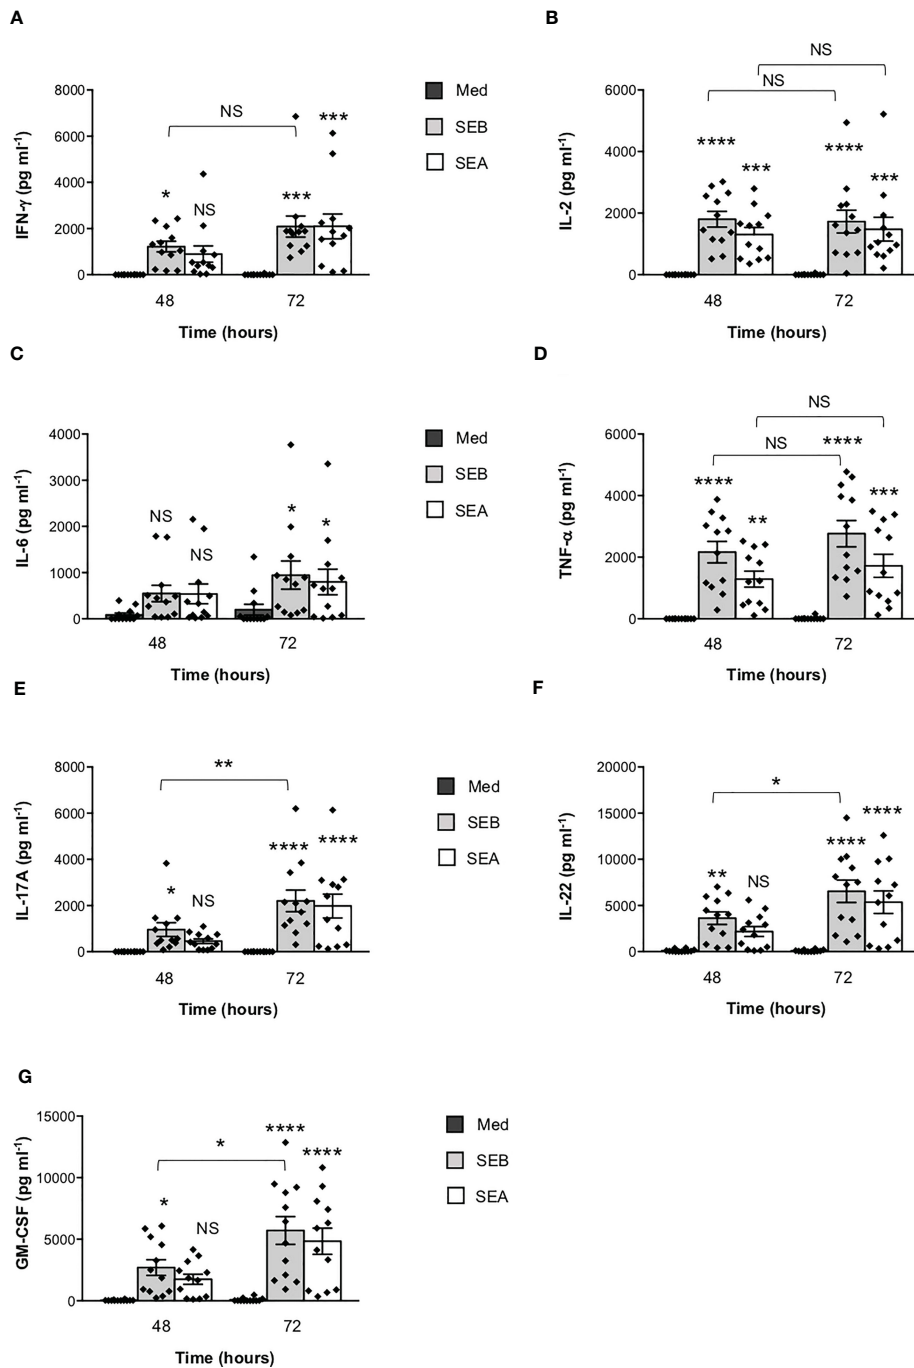 A
B
NS
NS
NS
8000
6000
4000
2000
0
IFN-γ (pg ml-1)
*
NS
***
***
48
72
Time (hours)
Med
SEB
SEA
6000
4000
2000
0
IL-2 (pg ml-1)
****
***
****
***
48
72
Time (hours)
C
D
4000
3000
2000
1000
0
IL-6 (pg ml-1)
NS
NS
*
*
48
72
Time (hours)
Med
SEB
SEA
NS
NS
6000
4000
2000
0
TNF-α (pg ml-1)
****
**
****
***
48
72
Time (hours)
E
F
8000
6000
4000
2000
0
IL-17A (pg ml-1)
**
*
NS
****
****
48
72
Time (hours)
Med
SEB
SEA
20000
15000
10000
5000
0
IL-22 (pg ml-1)
*
**
NS
****
****
48
72
Time (hours)
G
15000
10000
5000
0
GM-CSF (pg ml-1)
*
*
NS
****
****
48
72
Time (hours)
Med
SEB
SEA